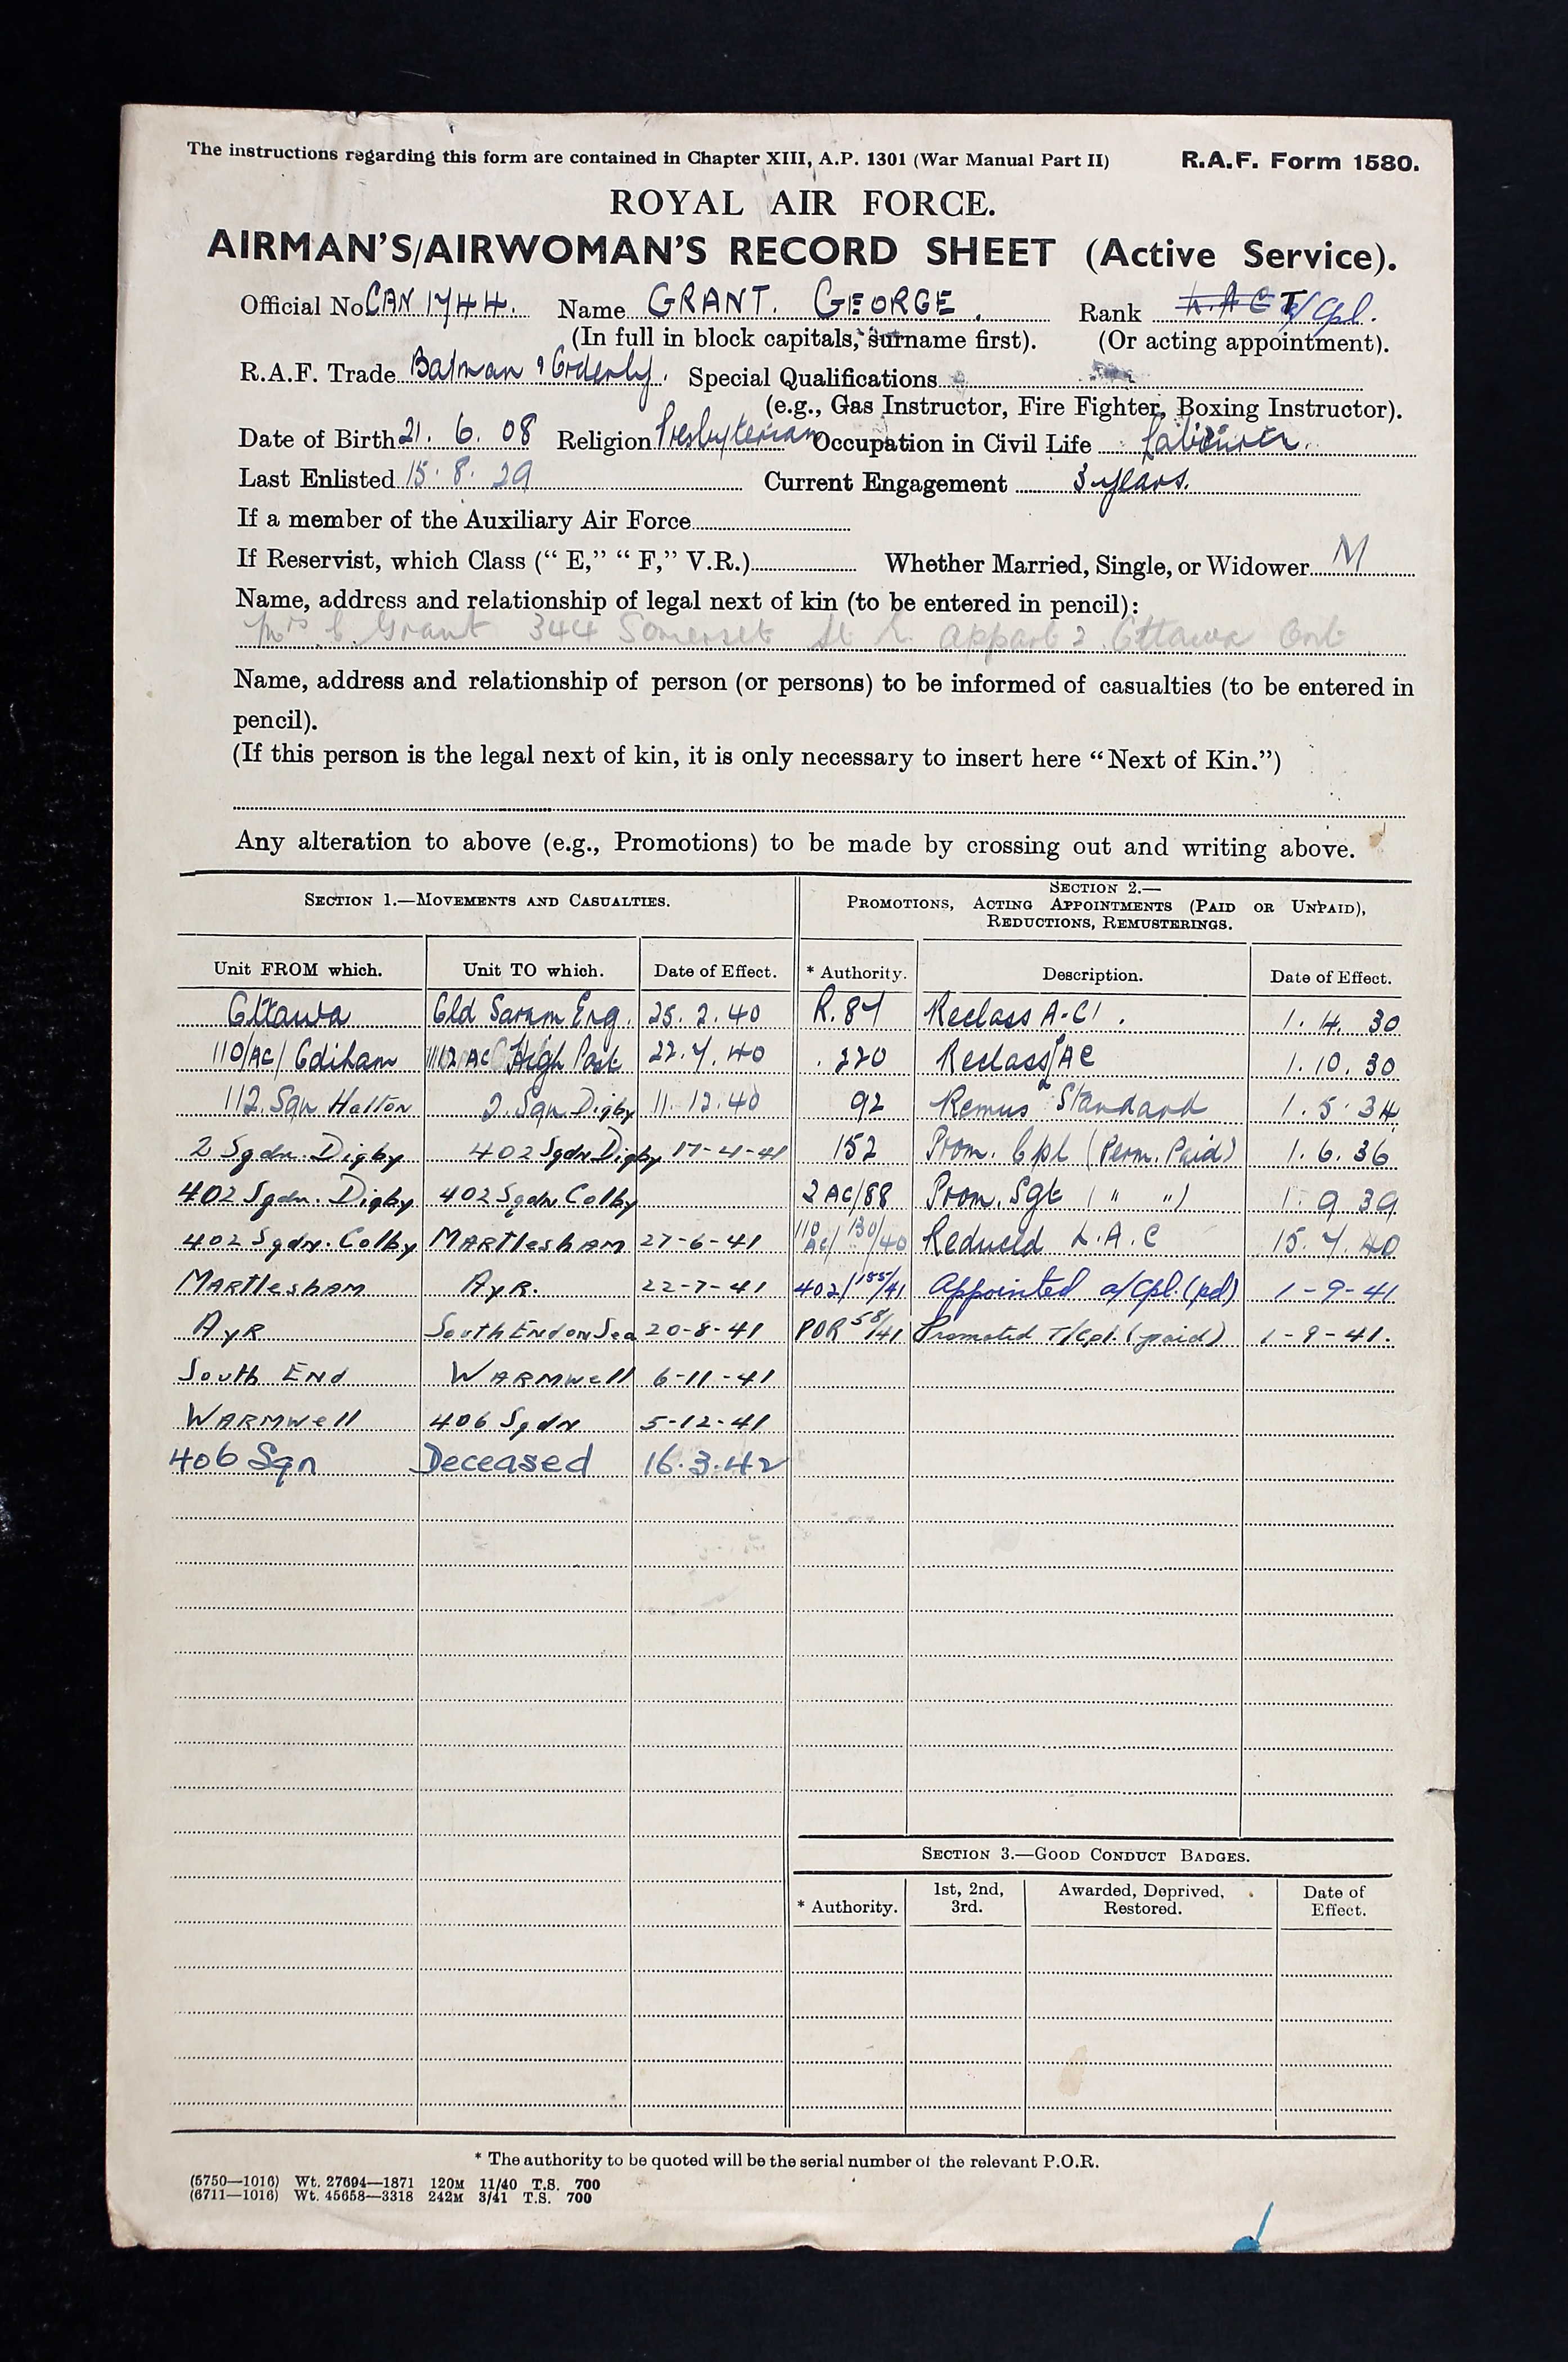 The instructions regarding this form are contained in Chapter XIII, A.P. 1301 (War Manual Part II) R.A.F. Form 1580.
ROYAL AIR FORCE.
AIRMAN'S/AIRWOMAN'S RECORD SHEET (Active Service).
Official No CAN 1744. Name GRANT. GEORGE. Rank L.A.C T/Cpl.
(In full in block capitals, surname first). (Or acting appointment).
R.A.F. Trade Batman & Orderly. Special Qualifications
(e.g., Gas Instructor, Fire Fighter, Boxing Instructor).
Date of Birth 21. 6. 08 Religion Presbyterian Occupation in Civil Life Labourer.
Last Enlisted 15. 8. 29 Current Engagement 3 years.
If a member of the Auxiliary Air Force
If Reservist, which Class (" E," " F," V.R.) Whether Married, Single, or Widower M
Name, address and relationship of legal next of kin (to be entered in pencil):
Mrs Grant 344 Somerset St E. Appart 2 Ottawa Ont
Name, address and relationship of person (or persons) to be informed of casualties (to be entered in
pencil).
(If this person is the legal next of kin, it is only necessary to insert here "Next of Kin.")
Any alteration to above (e.g., Promotions) to be made by crossing out and writing above.
SECTION 1.—MOVEMENTS AND CASUALTIES. SECTION 2.—
PROMOTIONS, ACTING APPOINTMENTS (PAID OR UNPAID),
REDUCTIONS, REMUSTERINGS.
Unit FROM which. Unit TO which. Date of Effect. * Authority. Description. Date of Effect.
Ottawa Old Sarum Eng. 25. 2. 40 R. 87 Reclass A.C1. 1. 4. 30
110/AC/ Odiham 112 AC High Post 22. 7. 40 220 Reclass LAC 1. 10. 30
112. Sqn Halton 2. Sqn Digby 11. 12. 40 92 Remus Standard 1. 5. 34
2 Sqdn. Digby 402 Sqdn Digby 17-4-41 152 Prom. Cpl (Perm. Paid) 1. 6. 36
402 Sqdn. Digby 402 Sqdn Colby 2 AC/88 Prom. Sgt ( " " ) 1. 9 39
402 Sqdn. Colby MARTlesHAM 27-6-41 110 AC/ 130/40 Reduced L.A.C 15. 7. 40
MARTlesHAM AyR. 22-7-41 402/155/41 Appointed a/Cpl. (pd) 1-9-41
AyR SouthEndonSea 20-8-41 POR 58/41 Promoted T/Cpl. (paid) 1-9-41.
South ENd WARMwell 6-11-41
WARMwell 406 Sqdn 5-12-41
406 Sqn Deceased 16.3.42
SECTION 3.—GOOD CONDUCT BADGES.
* Authority. 1st, 2nd, 3rd. Awarded, Deprived, Restored. Date of Effect.
* The authority to be quoted will be the serial number of the relevant P.O.R.
(5750—1016) Wt. 27694—1871 120M 11/40 T.S. 700
(6711—1016) Wt. 45658—3318 242M 3/41 T.S. 700